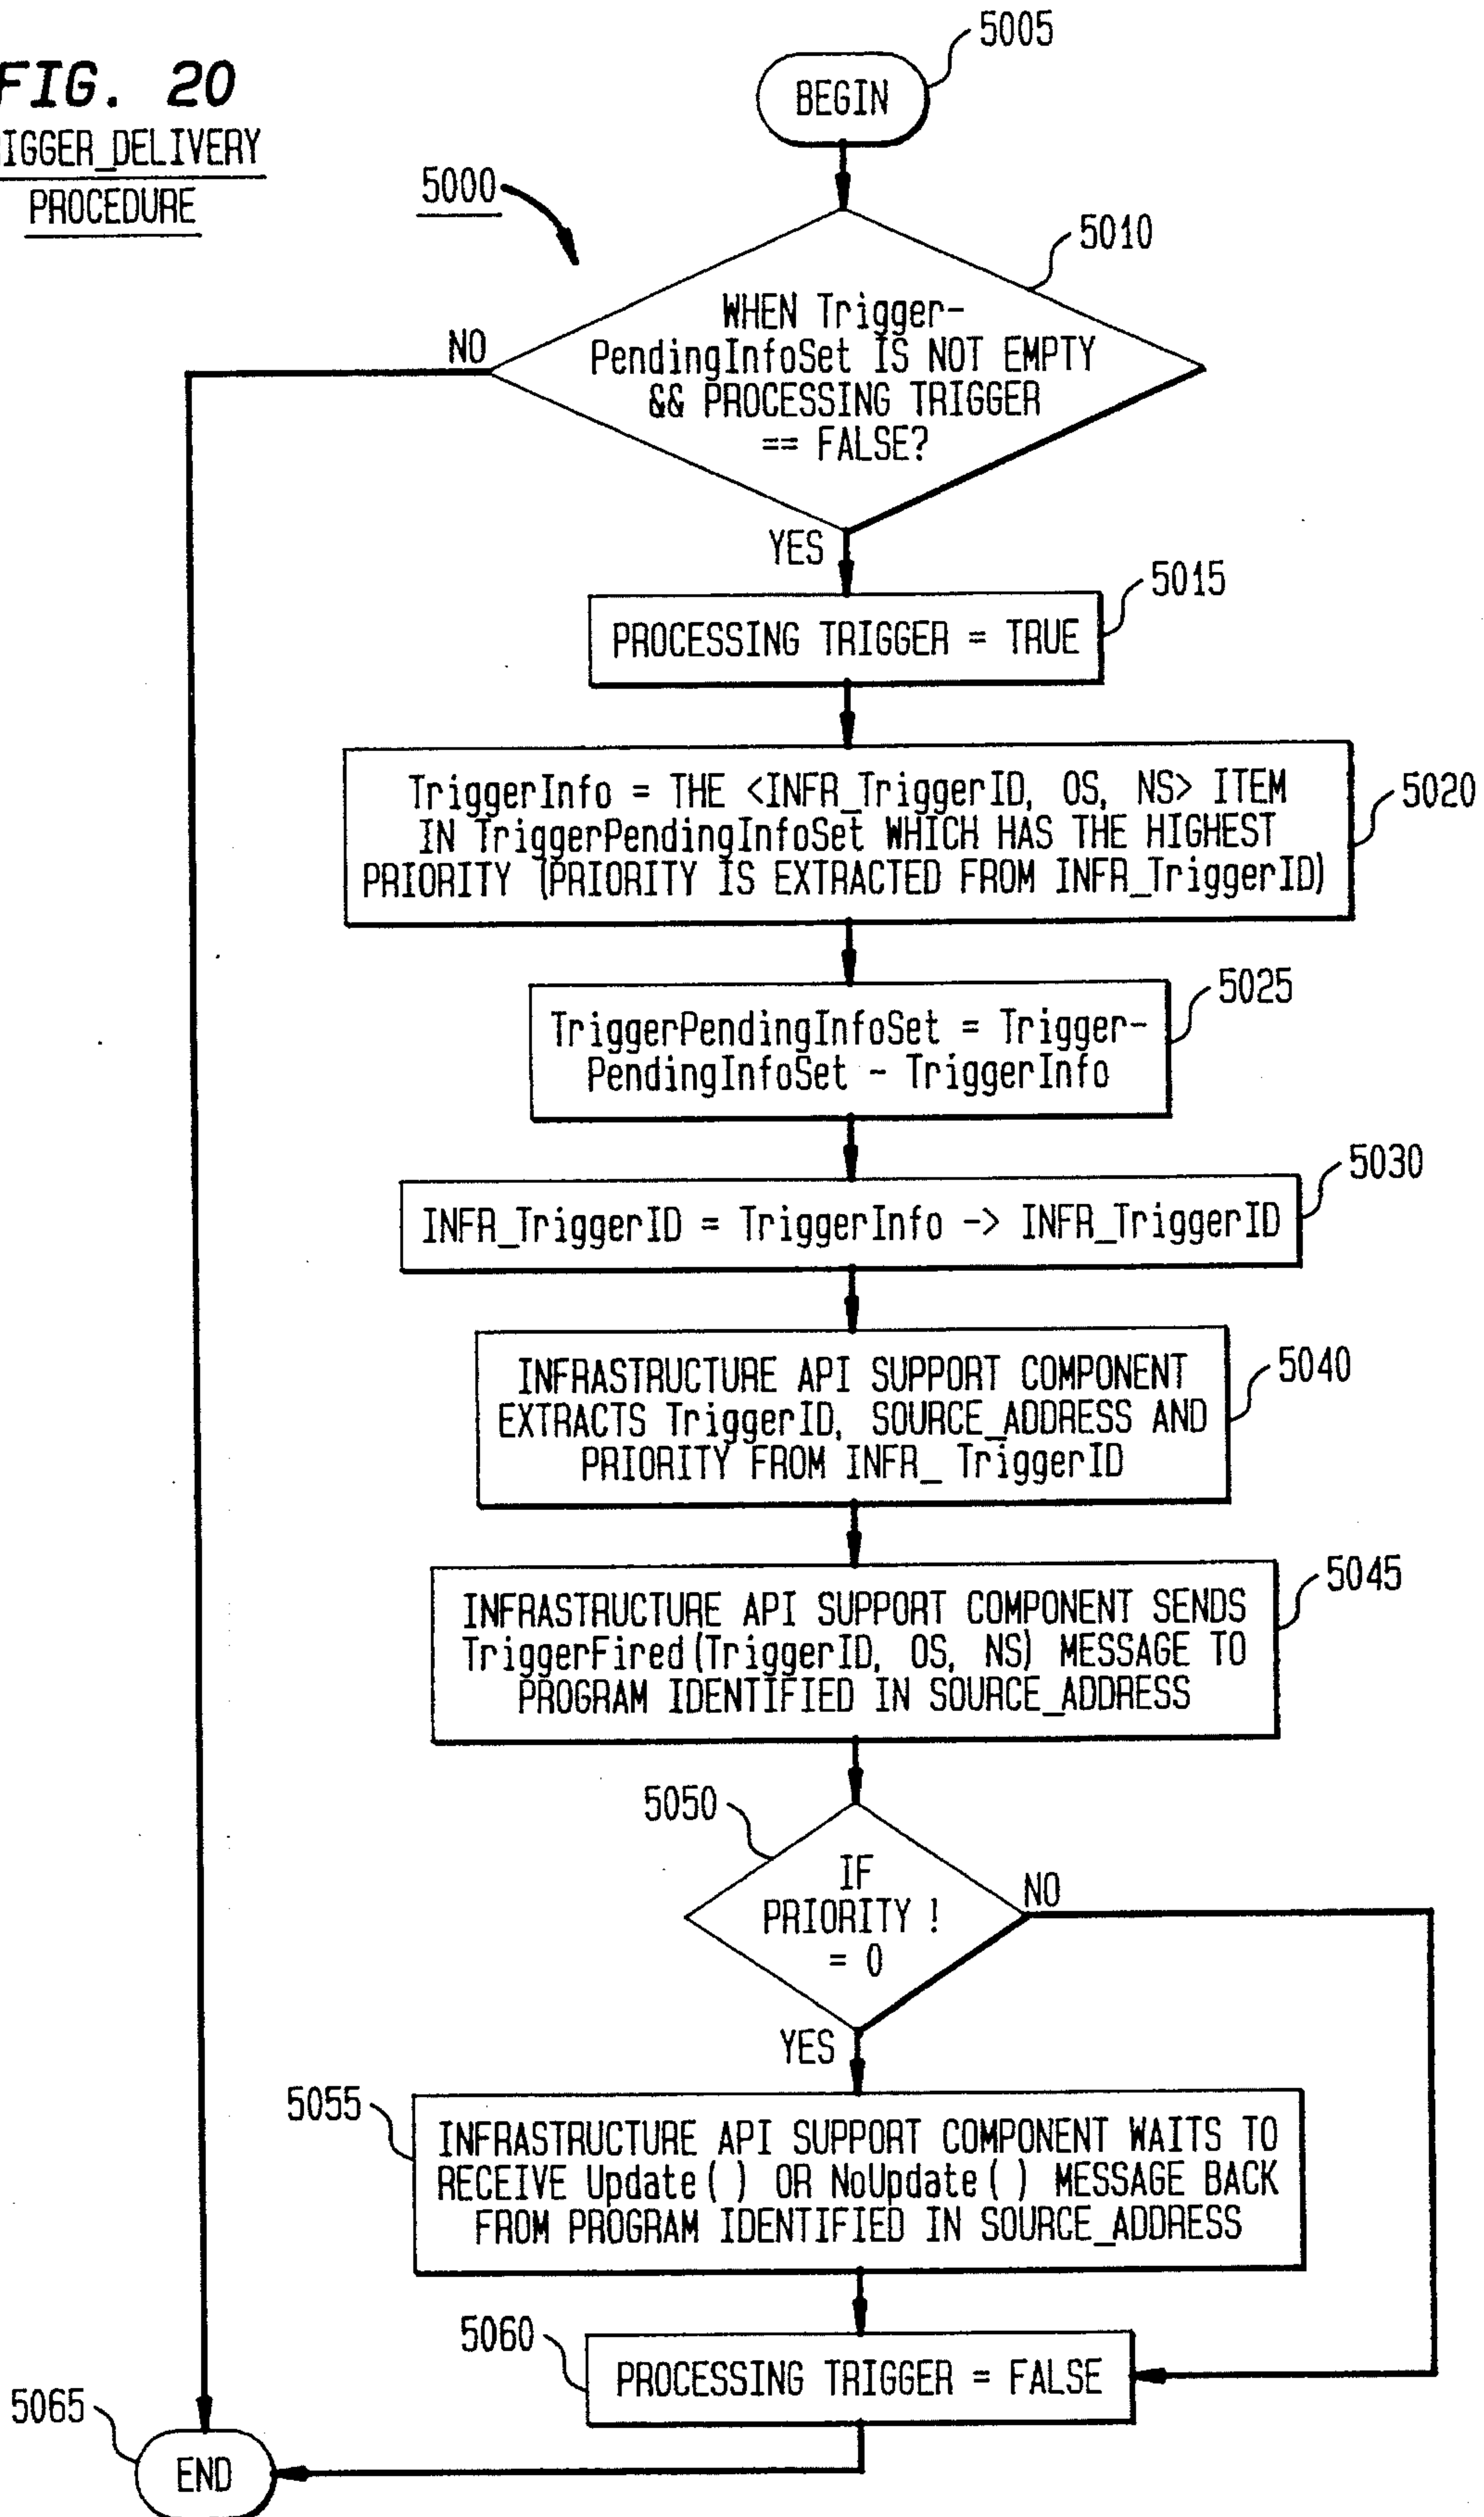 FIG. 20
IGGER_DELIVERY
PROCEDURE
5000
5005
BEGIN
5010
WHEN Trigger-
PendingInfoSet IS NOT EMPTY
&& PROCESSING TRIGGER
== FALSE?
NO
YES
5015
PROCESSING TRIGGER = TRUE
5020
TriggerInfo = THE <INFR_TriggerID, OS, NS> ITEM
IN TriggerPendingInfoSet WHICH HAS THE HIGHEST
PRIORITY (PRIORITY IS EXTRACTED FROM INFR_TriggerID)
5025
TriggerPendingInfoSet = Trigger-
PendingInfoSet - TriggerInfo
5030
INFR_TriggerID = TriggerInfo -> INFR_TriggerID
5040
INFRASTRUCTURE API SUPPORT COMPONENT
EXTRACTS TriggerID, SOURCE_ADDRESS AND
PRIORITY FROM INFR_ TriggerID
5045
INFRASTRUCTURE API SUPPORT COMPONENT SENDS
TriggerFired(TriggerID, OS, NS) MESSAGE TO
PROGRAM IDENTIFIED IN SOURCE_ADDRESS
5050
IF
PRIORITY !
= 0
NO
YES
5055
INFRASTRUCTURE API SUPPORT COMPONENT WAITS TO
RECEIVE Update( ) OR NoUpdate( ) MESSAGE BACK
FROM PROGRAM IDENTIFIED IN SOURCE_ADDRESS
5060
PROCESSING TRIGGER = FALSE
5065
END